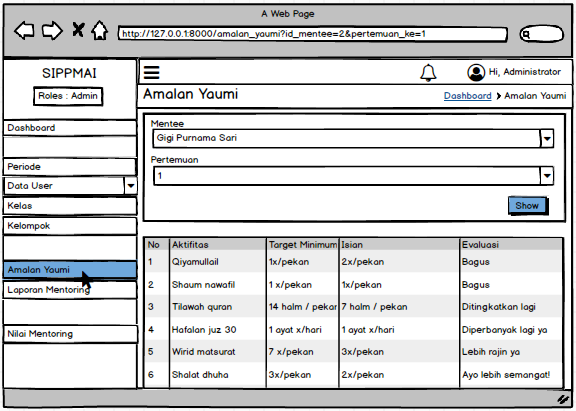 A Web Page
http://127.0.0.1:8000/amalan_yaumi?id_mentee=2&pertemuan_ke=1
SIPPMAI
Roles : Admin
Hi, Administrator
Amalan Yaumi
Dashboard > Amalan Yaumi
Dashboard
Periode
Data User
Kelas
Kelompok
Amalan Yaumi
Laporan Mentoring
Nilai Mentoring
Mentee
Gigi Purnama Sari
Pertemuan
1
Show
No Aktifitas Target Minimum Isian Evaluasi
1 Qiyamullail 1x/pekan 2x/pekan Bagus
2 Shaum nawafil 1 x/pekan 1x/pekan Bagus
3 Tilawah quran 14 halm / pekan 7 halm / pekan Ditingkatkan lagi
4 Hafalan juz 30 1 ayat x/hari 1 ayat x/hari Diperbanyak lagi ya
5 Wirid matsurat 7 x/pekan 3x/pekan Lebih rajin ya
6 Shalat dhuha 3x/pekan 2x/pekan Ayo lebih semangat!